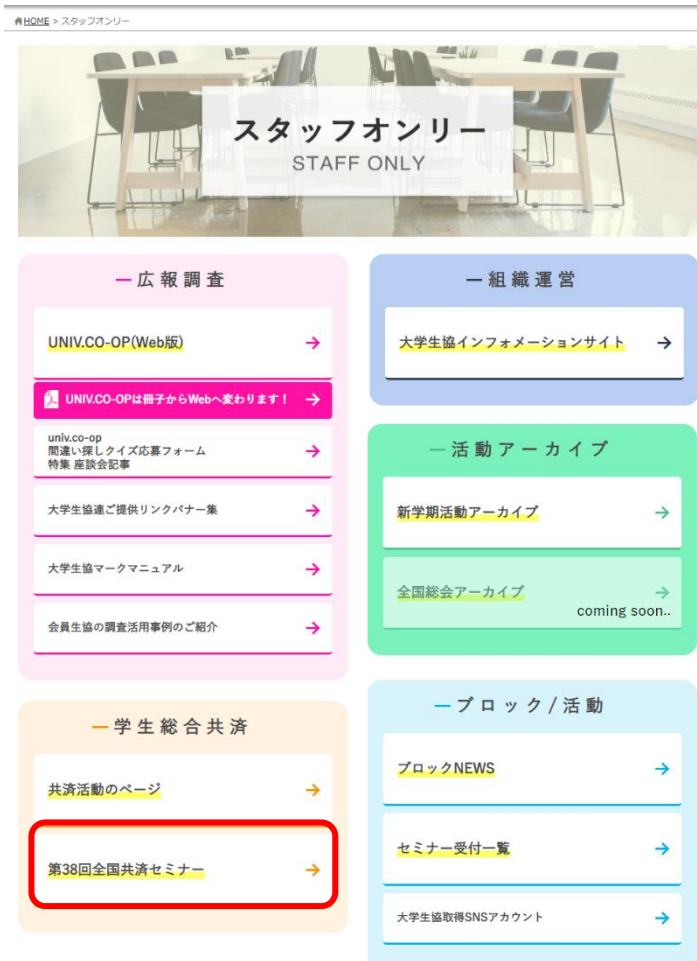 HOME > スタッフオンリー
スタッフオンリー
STAFF ONLY
広報調査
UNIV.CO-OP(Web版)
UNIV.CO-OPは冊子からWebへ変わります！
univ.co-op
間違い探しクイズ応募フォーム
特集 座談会記事
大学生協連ご提供リンクバナー集
大学生協マークマニュアル
会員生協の調査活用事例のご紹介
学生総合共済
共済活動のページ
第38回全国共済セミナー
組織運営
大学生協インフォメーションサイト
活動アーカイブ
新学期活動アーカイブ
全国総会アーカイブ
coming soon..
ブロック/活動
ブロックNEWS
セミナー受付一覧
大学生協取得SNSアカウント